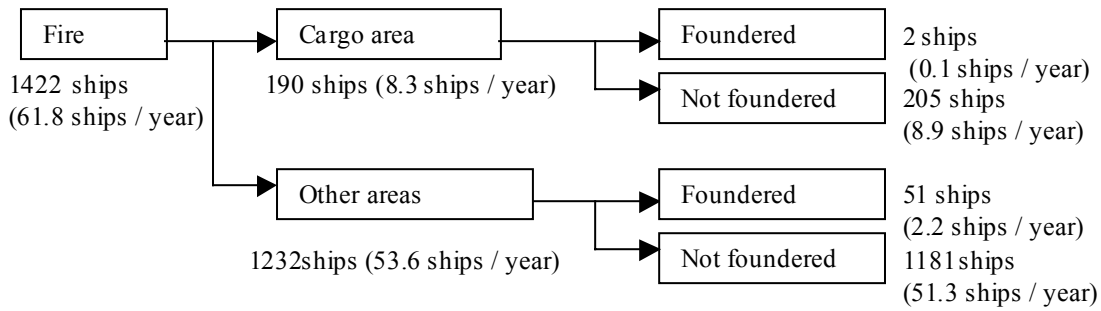 Fire
1422 ships
(61.8 ships / year)
Cargo area
190 ships (8.3 ships / year)
Foundered
2 ships
(0.1 ships / year)
Not foundered
205 ships
(8.9 ships / year)
Other areas
1232ships (53.6 ships / year)
Foundered
51 ships
(2.2 ships / year)
Not foundered
1181ships
(51.3 ships / year)